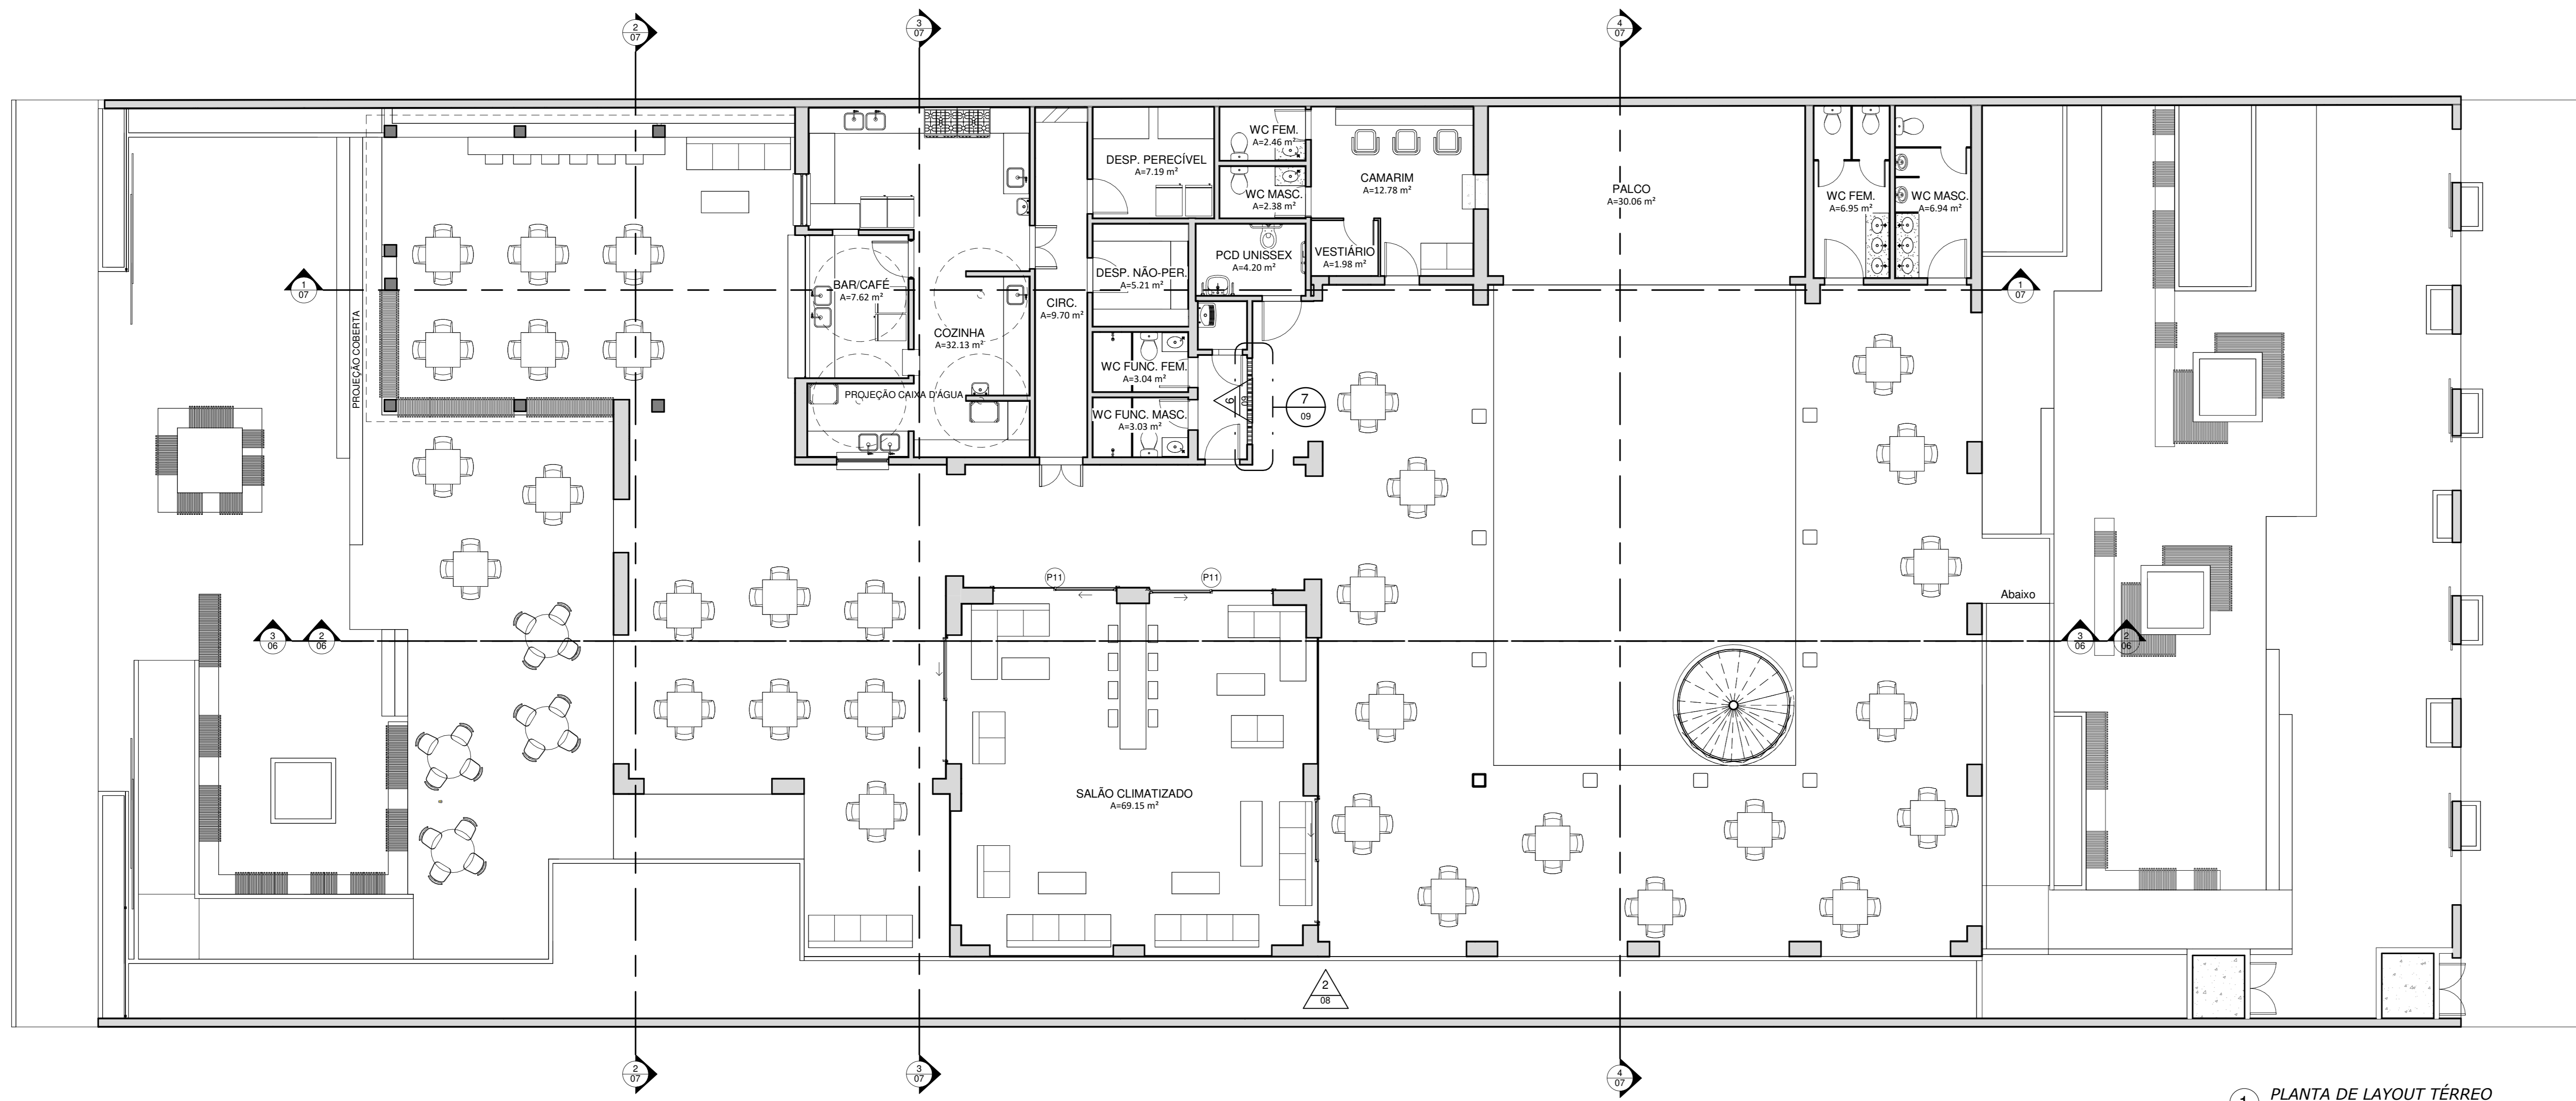 2
07
3
07
4
07
WC FEM.
A=2.46 m²
DESP. PERECÍVEL
A=7.19 m²
WC MASC.
A=2.38 m²
CAMARIM
A=12.78 m²
PALCO
A=30.06 m²
WC FEM.
A=6.95 m²
WC MASC.
A=6.94 m²
VESTIÁRIO
A=1.98 m²
PCD UNISSEX
A=4.20 m²
DESP. NÃO-PER.
A=5.21 m²
BAR/CAFÉ
A=7.62 m²
1
07
1
07
CIRC.
A=9.70 m²
COZINHA
A=32.13 m²
PROJEÇÃO COBERTA
WC FUNC. FEM.
A=3.04 m²
PROJEÇÃO CAIXA D'ÁGUA
WC FUNC. MASC.
A=3.03 m²
6
09
7
09
P11
P11
Abaixo
3
06
2
06
3
06
2
06
SALÃO CLIMATIZADO
A=69.15 m²
2
08
2
07
3
07
4
07
1
PLANTA DE LAYOUT TÉRREO